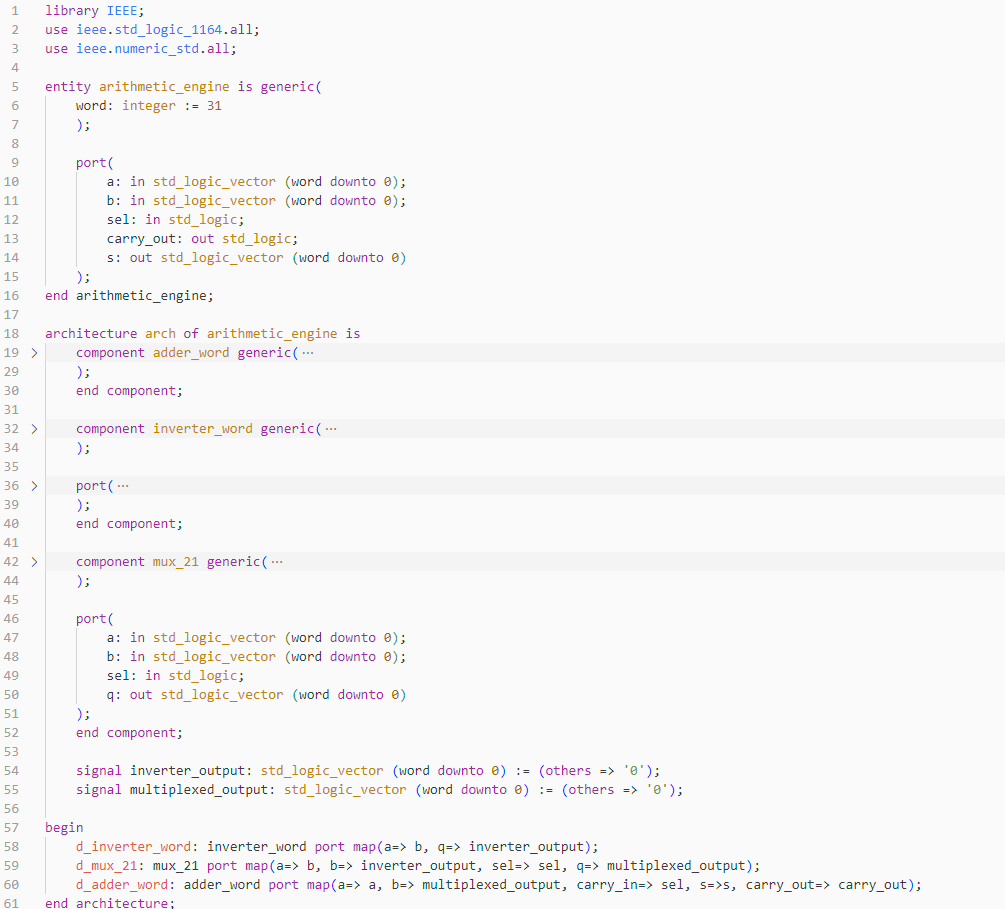 1 library IEEE;
2 use ieee.std_logic_1164.all;
3 use ieee.numeric_std.all;
4
5 entity arithmetic_engine is generic(
6     word: integer := 31
7     );
8
9     port(
10         a: in std_logic_vector (word downto 0);
11         b: in std_logic_vector (word downto 0);
12         sel: in std_logic;
13         carry_out: out std_logic;
14         s: out std_logic_vector (word downto 0)
15     );
16 end arithmetic_engine;
17
18 architecture arch of arithmetic_engine is
19 >     component adder_word generic(···
29     );
30     end component;
31
32 >     component inverter_word generic(···
34     );
35
36 >     port(···
39     );
40     end component;
41
42 >     component mux_21 generic(···
44     );
45
46     port(
47         a: in std_logic_vector (word downto 0);
48         b: in std_logic_vector (word downto 0);
49         sel: in std_logic;
50         q: out std_logic_vector (word downto 0)
51     );
52     end component;
53
54     signal inverter_output: std_logic_vector (word downto 0) := (others => '0');
55     signal multiplexed_output: std_logic_vector (word downto 0) := (others => '0');
56
57 begin
58     d_inverter_word: inverter_word port map(a=> b, q=> inverter_output);
59     d_mux_21: mux_21 port map(a=> b, b=> inverter_output, sel=> sel, q=> multiplexed_output);
60     d_adder_word: adder_word port map(a=> a, b=> multiplexed_output, carry_in=> sel, s=>s, carry_out=> carry_out);
61 end architecture;